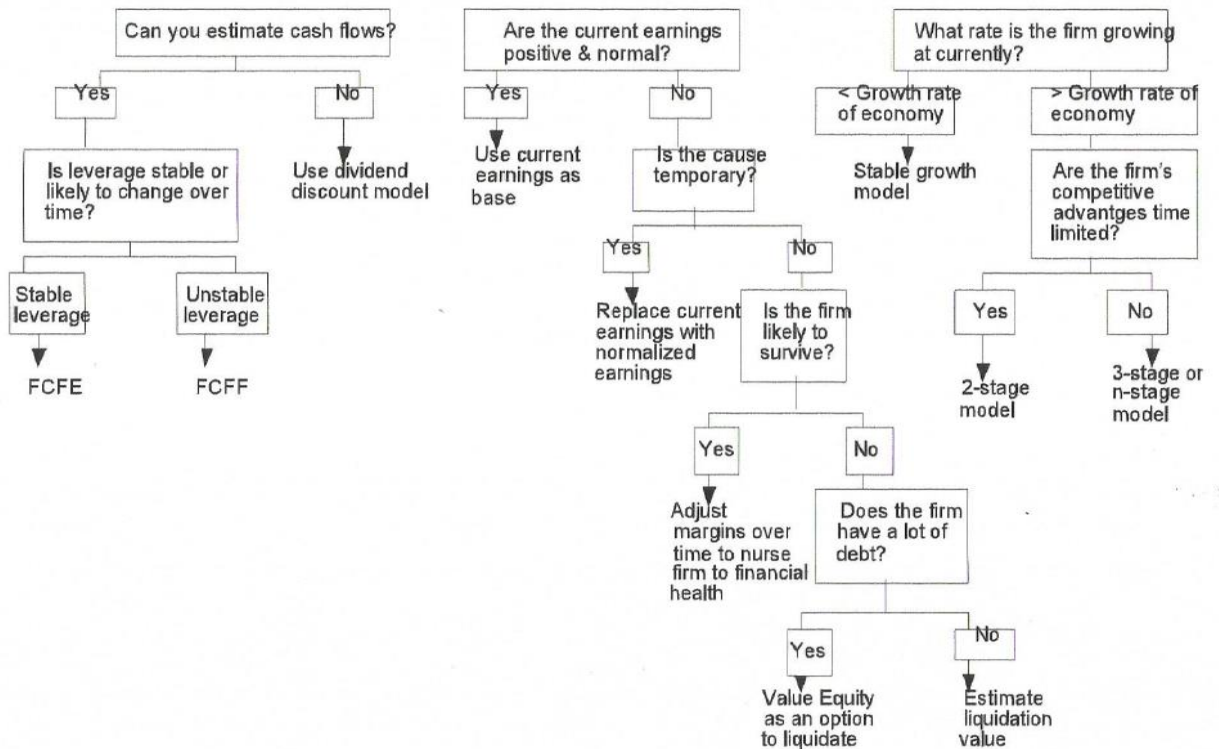 Can you estimate cash flows?
Yes
No
Is leverage stable or
likely to change over
time?
Use dividend
discount model
Stable
leverage
Unstable
leverage
FCFE
FCFF
Are the current earnings
positive & normal?
Yes
No
Use current
earnings as
base
Is the cause
temporary?
Yes
No
Replace current
earnings with
normalized
earnings
Is the firm
likely to
survive?
Yes
No
Adjust
margins over
time to nurse
firm to financial
health
Does the firm
have a lot of
debt?
Yes
No
Value Equity
as an option
to liquidate
Estimate
liquidation
value
What rate is the firm growing
at currently?
< Growth rate
of economy
> Growth rate of
economy
Stable growth
model
Are the firm's
competitive
advantges time
limited?
Yes
No
2-stage
model
3-stage or
n-stage
model